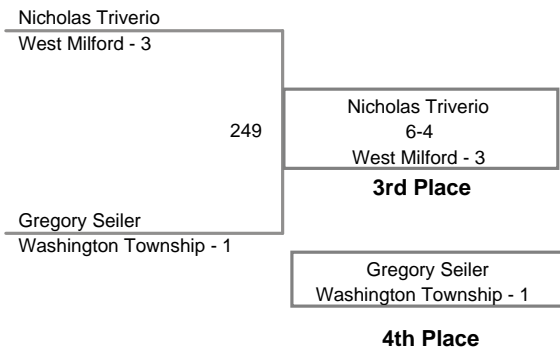 Nicholas Triverio
West Milford - 3
249
Nicholas Triverio
6-4
West Milford - 3
3rd Place
Gregory Seiler
Washington Township - 1
Gregory Seiler
Washington Township - 1
4th Place